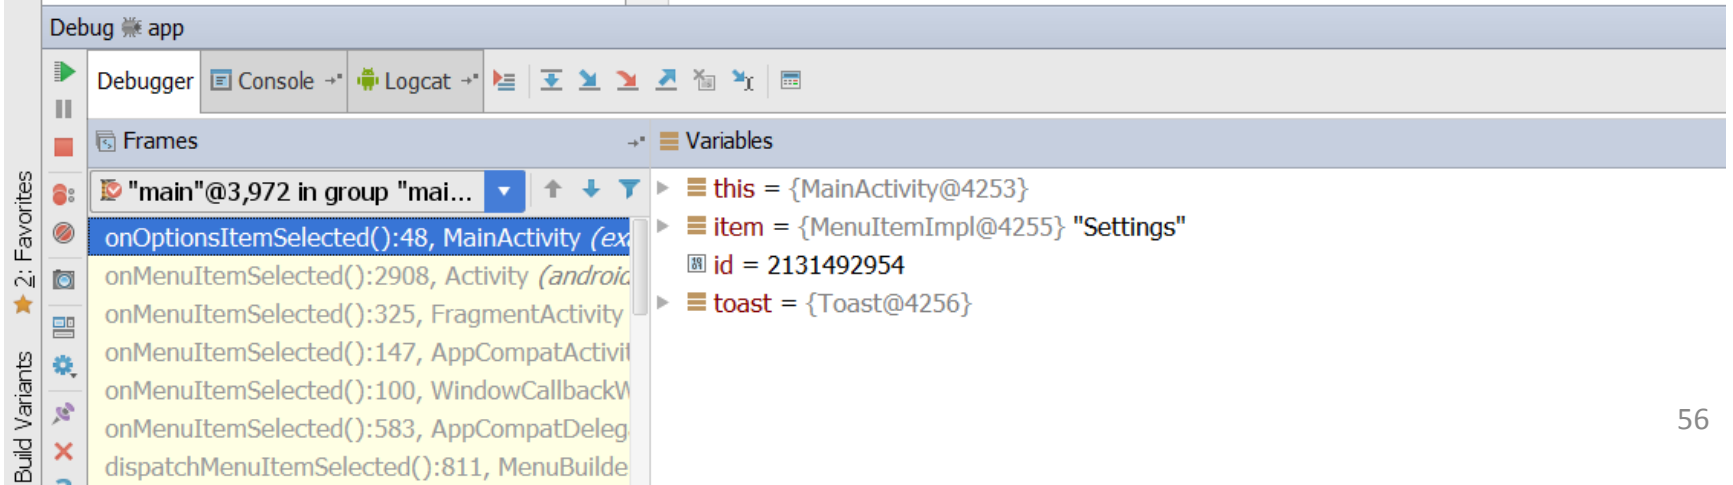 Debug app
Debugger Console Logcat
Frames
Variables
"main"@3,972 in group "mai...
onOptionsItemSelected():48, MainActivity (exa
onMenuItemSelected():2908, Activity (android
onMenuItemSelected():325, FragmentActivity
onMenuItemSelected():147, AppCompatActivit
onMenuItemSelected():100, WindowCallbackW
onMenuItemSelected():583, AppCompatDeleg
dispatchMenuItemSelected():811, MenuBuilde
this = {MainActivity@4253}
item = {MenuItemImpl@4255} "Settings"
id = 2131492954
toast = {Toast@4256}
2: Favorites
Build Variants
56